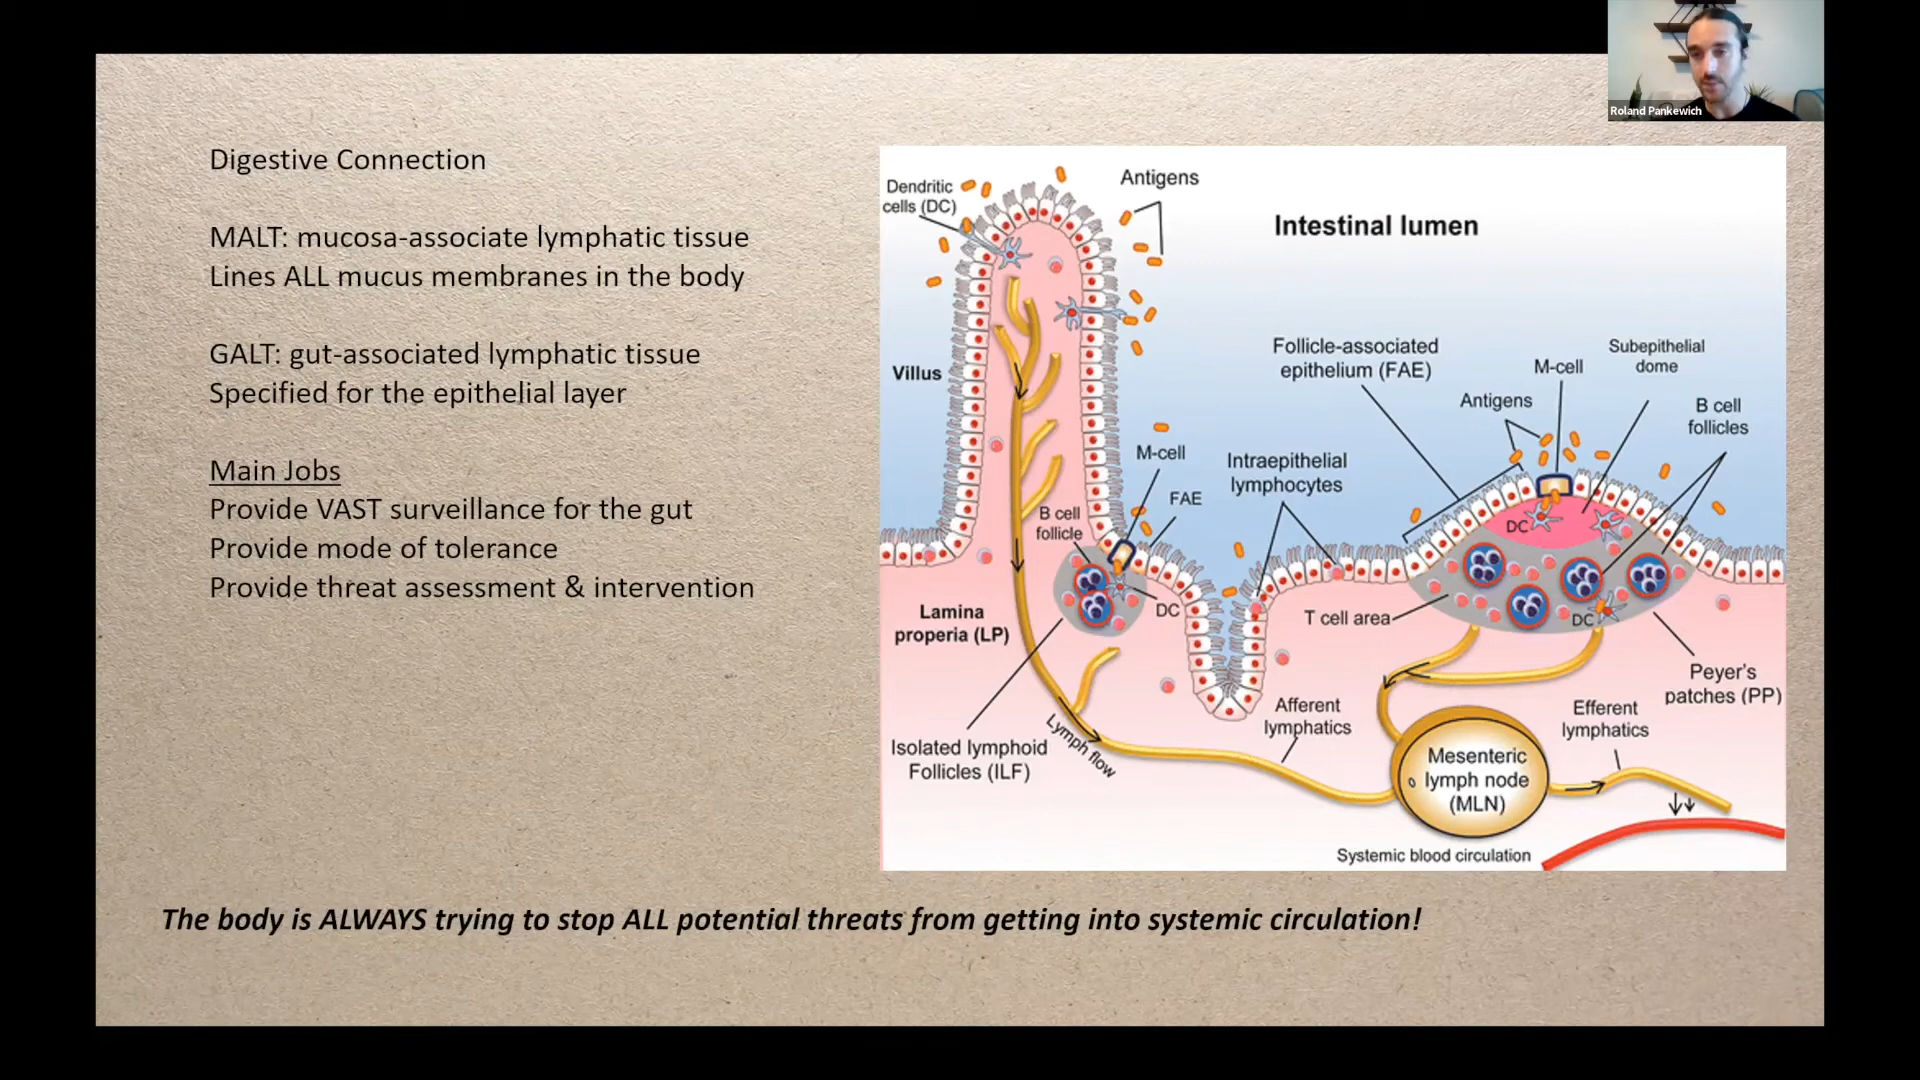 Roland Pankewich
Digestive Connection
MALT: mucosa-associate lymphatic tissue
Lines ALL mucus membranes in the body
GALT: gut-associated lymphatic tissue
Specified for the epithelial layer
Main Jobs
Provide VAST surveillance for the gut
Provide mode of tolerance
Provide threat assessment & intervention
Dendritic
cells (DC)
Antigens
Intestinal lumen
Villus
Follicle-associated
epithelium (FAE)
M-cell
Subepithelial
dome
Antigens
B cell
follicles
M-cell
Intraepithelial
lymphocytes
FAE
B cell
follicle
DC
DC
Lamina
properia (LP)
T cell area
DC
Peyer's
patches (PP)
Isolated lymphoid
Follicles (ILF)
Lymph flow
Afferent
lymphatics
Efferent
lymphatics
Mesenteric
lymph node
(MLN)
Systemic blood circulation
The body is ALWAYS trying to stop ALL potential threats from getting into systemic circulation!